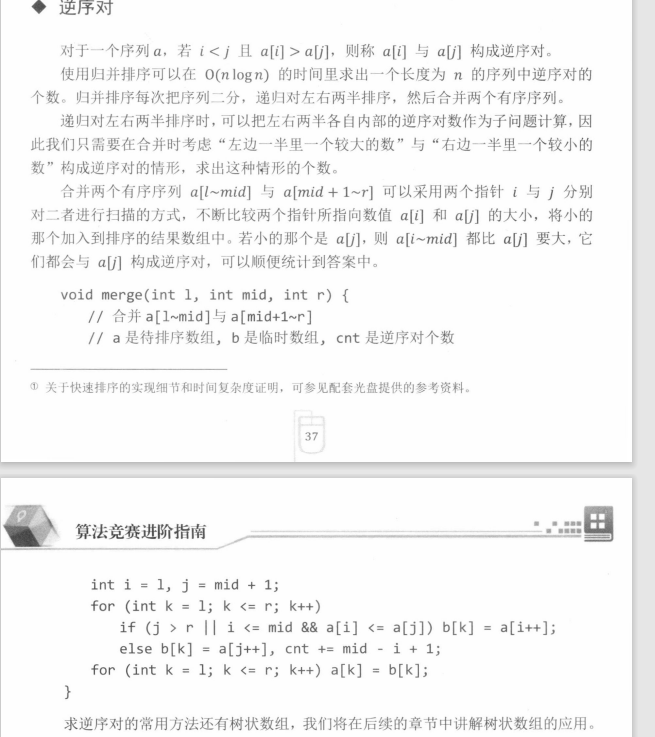 ◆ 逆序对
对于一个序列 a，若 i < j 且 a[i] > a[j]，则称 a[i] 与 a[j] 构成逆序对。
使用归并排序可以在 O(n log n) 的时间里求出一个长度为 n 的序列中逆序对的
个数。归并排序每次把序列二分，递归对左右两半排序，然后合并两个有序序列。
递归对左右两半排序时，可以把左右两半各自内部的逆序对数作为子问题计算，因
此我们只需要在合并时考虑“左边一半里一个较大的数”与“右边一半里一个较小的
数”构成逆序对的情形，求出这种情形的个数。
合并两个有序序列 a[l~mid] 与 a[mid + 1~r] 可以采用两个指针 i 与 j 分别
对二者进行扫描的方式，不断比较两个指针所指向数值 a[i] 和 a[j] 的大小，将小的
那个加入到排序的结果数组中。若小的那个是 a[j]，则 a[i~mid] 都比 a[j] 要大，它
们都会与 a[j] 构成逆序对，可以顺便统计到答案中。
void merge(int l, int mid, int r) {
// 合并 a[l~mid]与 a[mid+1~r]
// a 是待排序数组, b 是临时数组, cnt 是逆序对个数
① 关于快速排序的实现细节和时间复杂度证明，可参见配套光盘提供的参考资料。
37
算法竞赛进阶指南
int i = l, j = mid + 1;
for (int k = l; k <= r; k++)
if (j > r || i <= mid && a[i] <= a[j]) b[k] = a[i++];
else b[k] = a[j++], cnt += mid - i + 1;
for (int k = l; k <= r; k++) a[k] = b[k];
}
求逆序对的常用方法还有树状数组，我们将在后续的章节中讲解树状数组的应用。